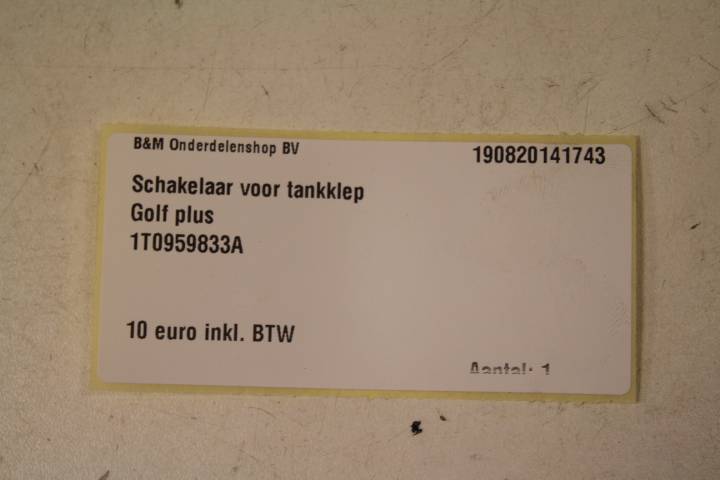 B&M Onderdelenshop BV
190820141743
Schakelaar voor tankklep
Golf plus
1T0959833A
10 euro inkl. BTW
Aantal: 1